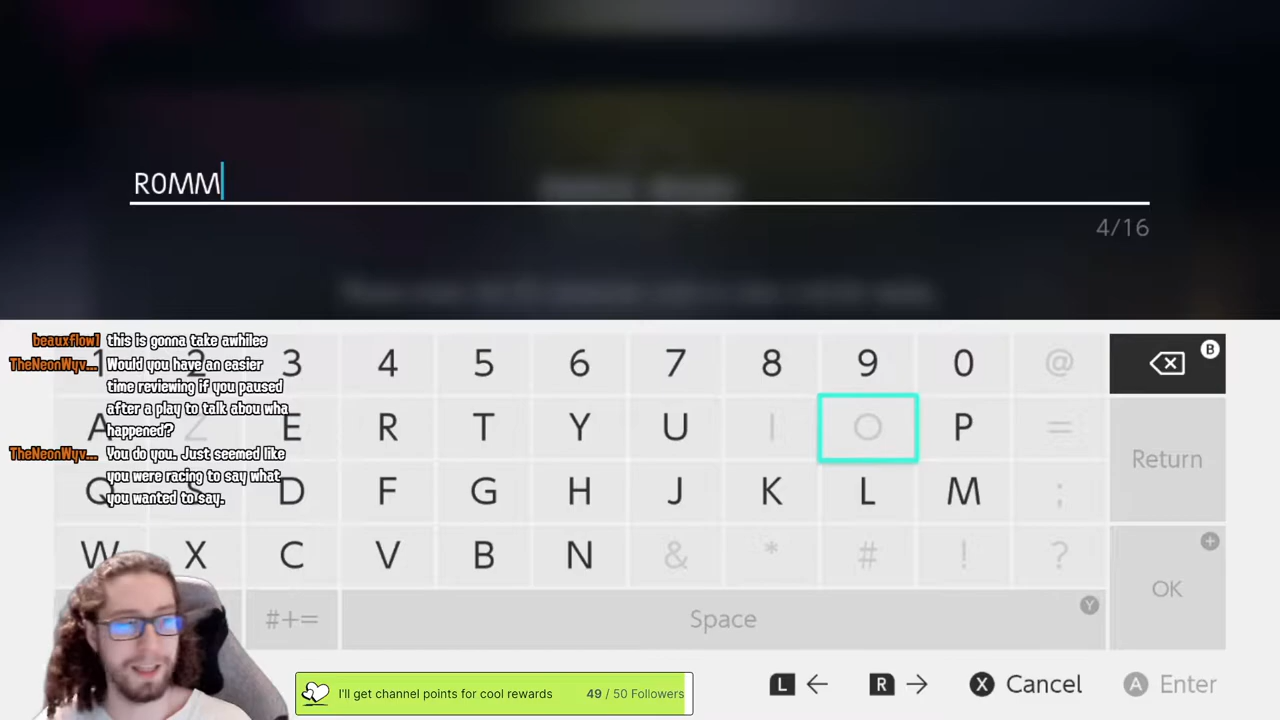 R0MM
4/16
beauxflow1 this is gonna take awhilee
TheNeonWyv... Would you have an easier
time reviewing if you paused
after a play to talk abou wha
happened?
TheNeonWyv... You do you. Just seemed like
you were racing to say what
you wanted to say.
1 2 3 4 5 6 7 8 9 0 @ B
A Z E R T Y U I O P =
Return
Q S D F G H J K L M ;
W X C V B N & * # ! ? +
OK
#+= Space Y
I'll get channel points for cool rewards 49 / 50 Followers
L ← R → X Cancel A Enter